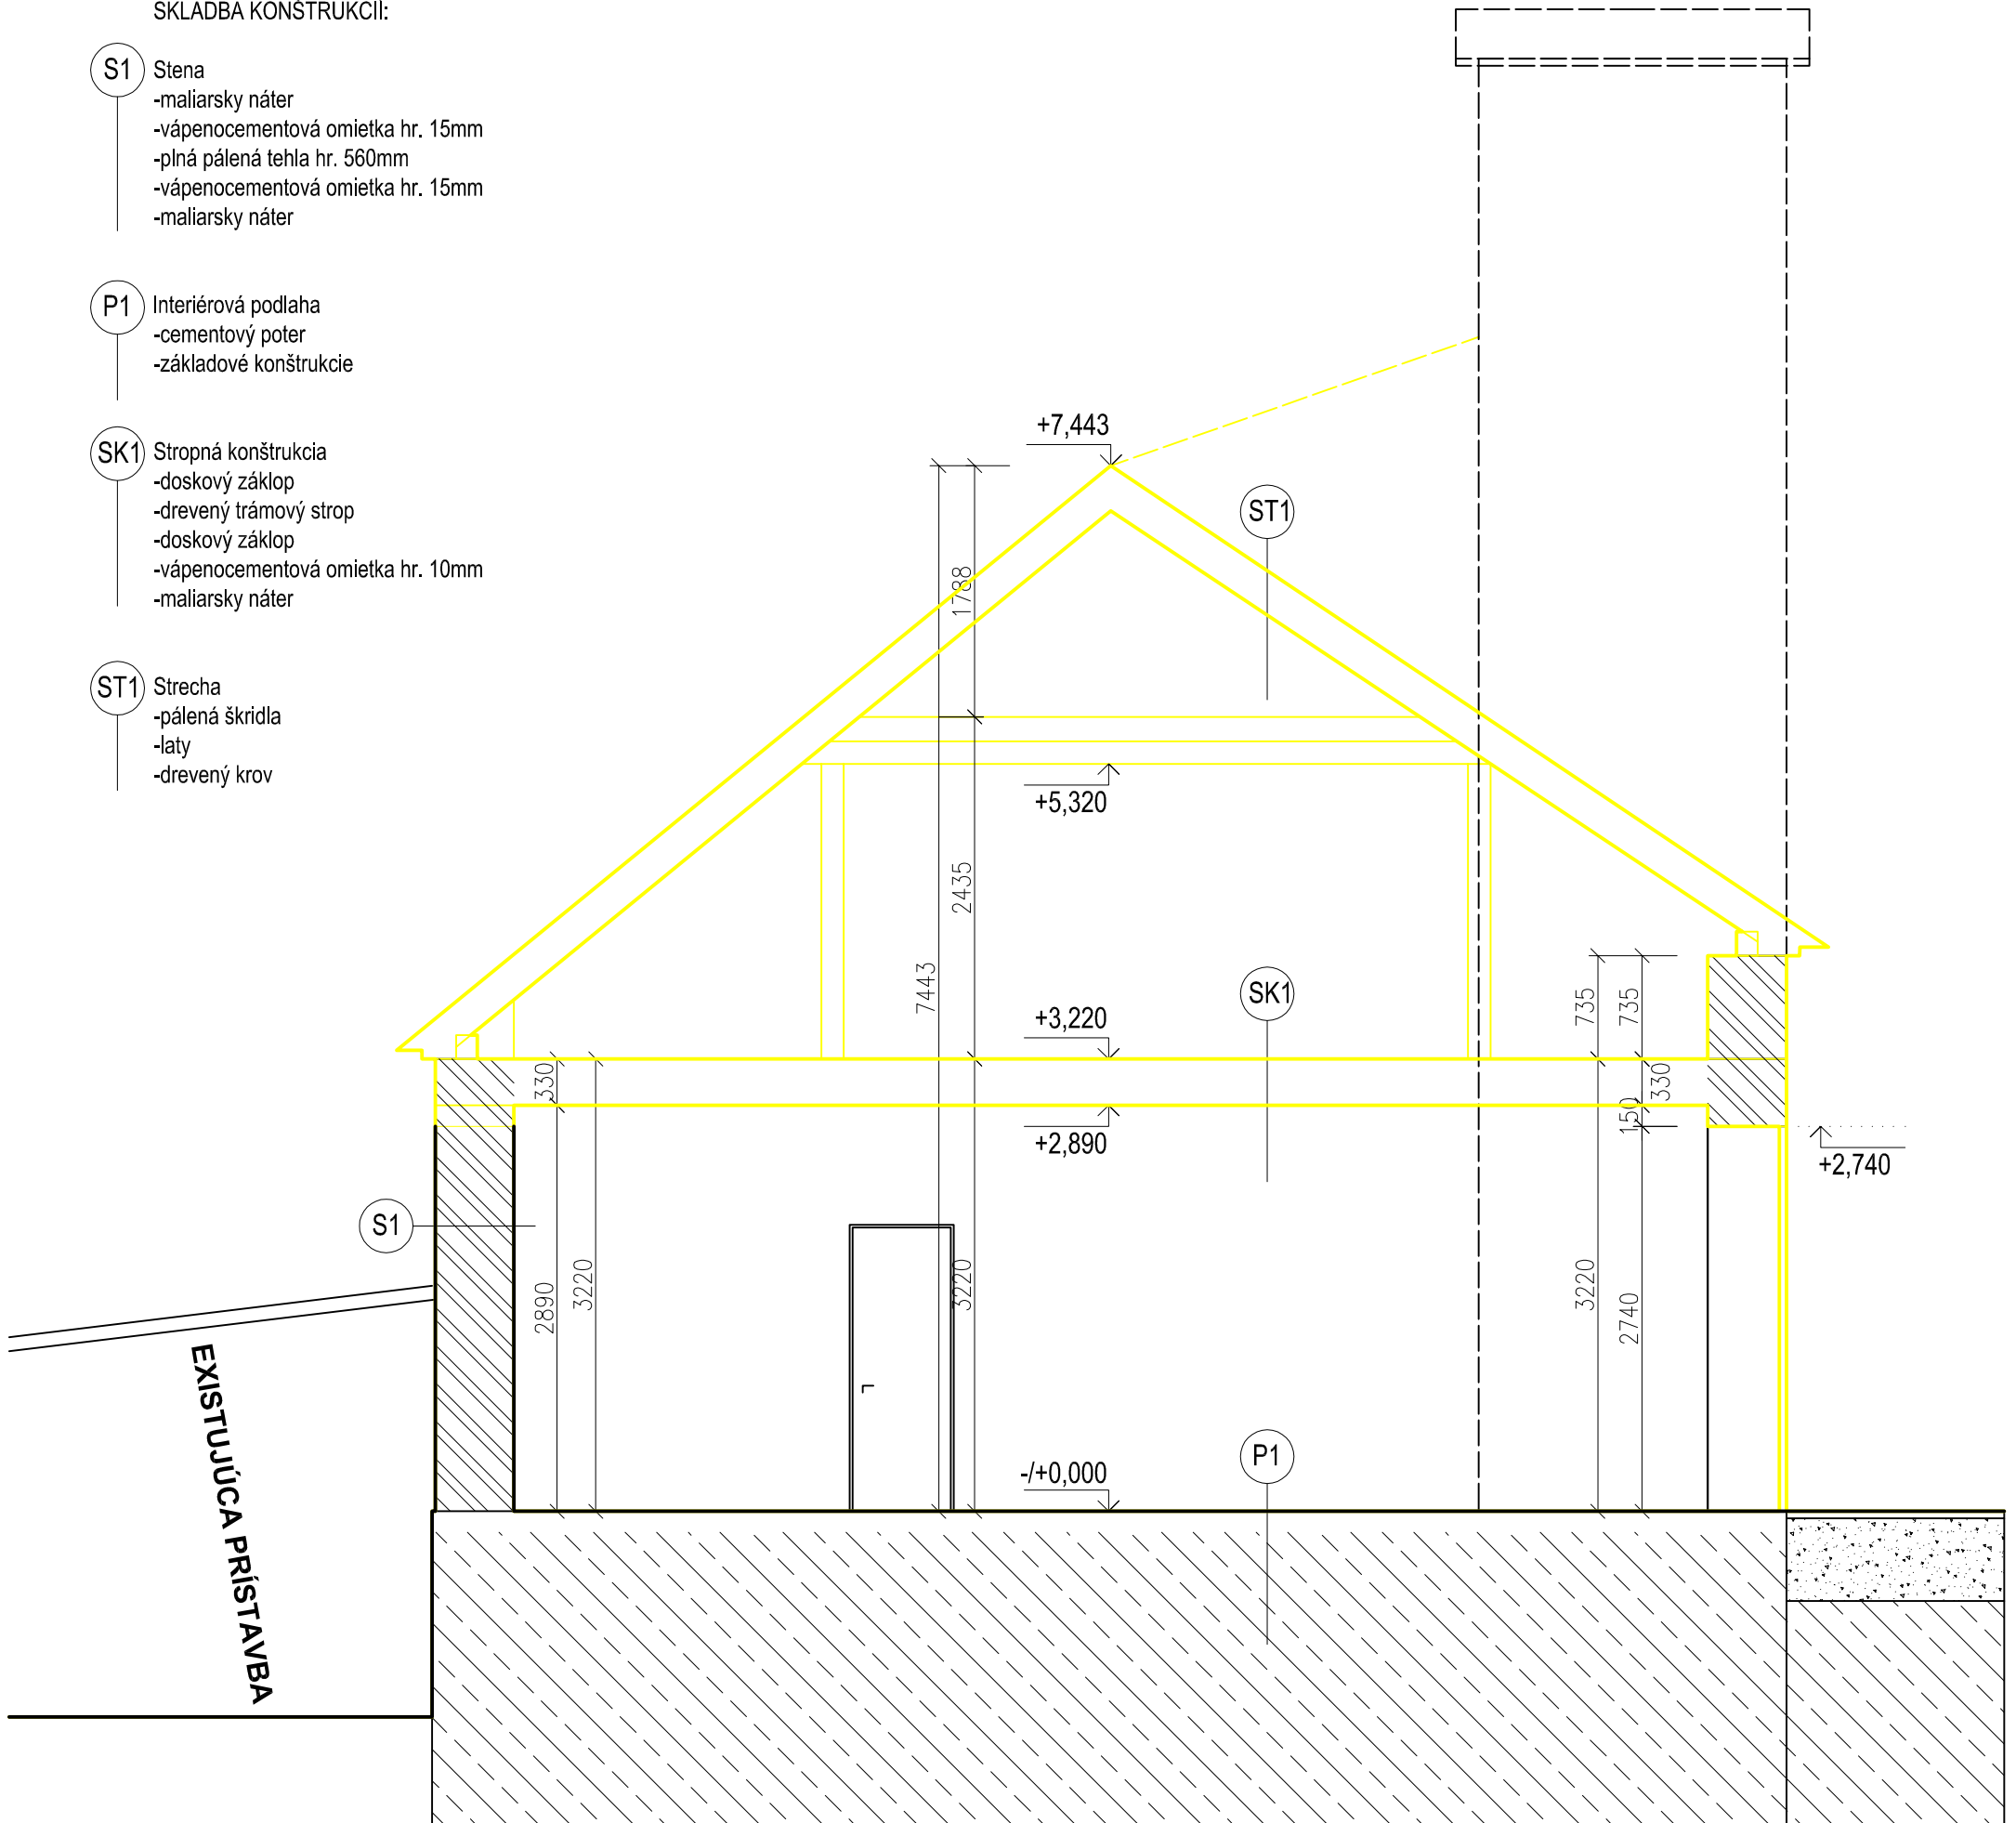 SKLADBA KONŠTRUKCIÍ:
S1 Stena
-maliarsky náter
-vápenocementová omietka hr. 15mm
-plná pálená tehla hr. 560mm
-vápenocementová omietka hr. 15mm
-maliarsky náter
P1 Interiérová podlaha
-cementový poter
-základové konštrukcie
SK1 Stropná konštrukcia
-doskový záklop
-drevený trámový strop
-doskový záklop
-vápenocementová omietka hr. 10mm
-maliarsky náter
ST1 Strecha
-pálená škridla
-laty
-drevený krov
+7,443
ST1
1788
+5,320
2435
7443
SK1
735
735
+3,220
330
330
150
+2,890
+2,740
S1
2890
3220
3220
3220
2740
EXISTUJÚCA PRÍSTAVBA
-/+0,000
P1